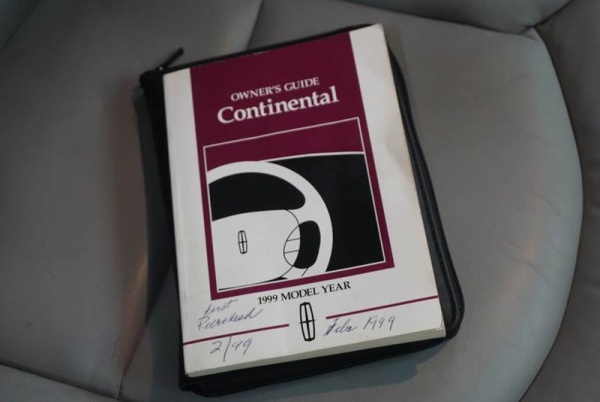 OWNER'S GUIDE
Continental
1999 MODEL YEAR
first
Purchased
2/99
Feb 1999